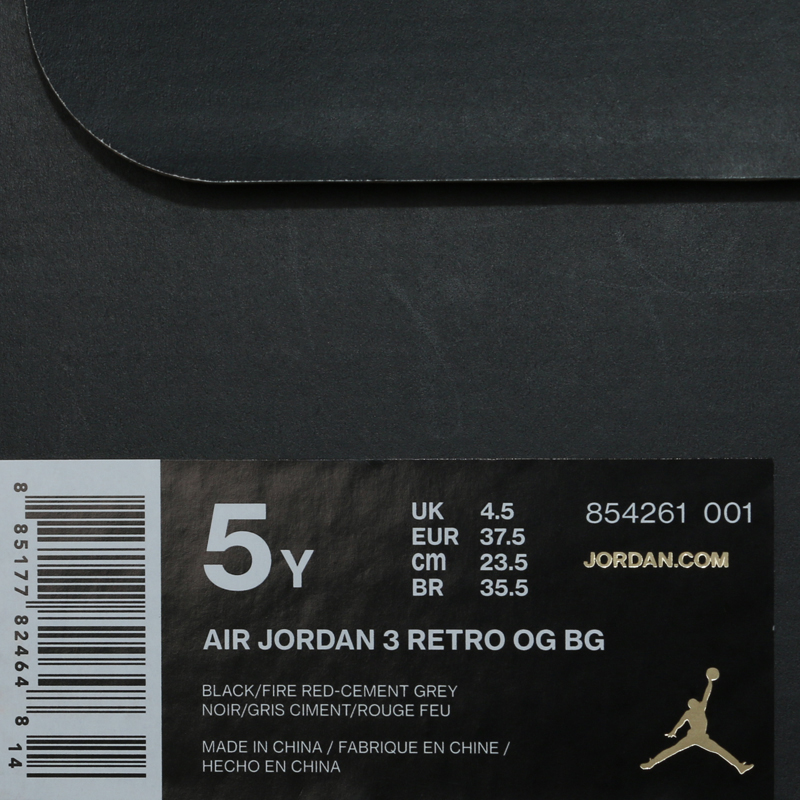 5Y
UK 4.5
EUR 37.5
cm 23.5
BR 35.5
854261 001
JORDAN.COM
AIR JORDAN 3 RETRO OG BG
BLACK/FIRE RED-CEMENT GREY
NOIR/GRIS CIMENT/ROUGE FEU
MADE IN CHINA / FABRIQUE EN CHINE /
HECHO EN CHINA
8 85177 82464 8 14